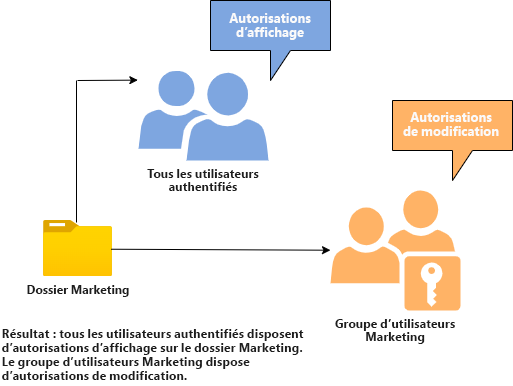 Autorisations
d'affichage
Autorisations
de modification
Tous les utilisateurs
authentifiés
Dossier Marketing
Groupe d'utilisateurs
Marketing
Résultat : tous les utilisateurs authentifiés disposent
d'autorisations d'affichage sur le dossier Marketing.
Le groupe d'utilisateurs Marketing dispose
d'autorisations de modification.